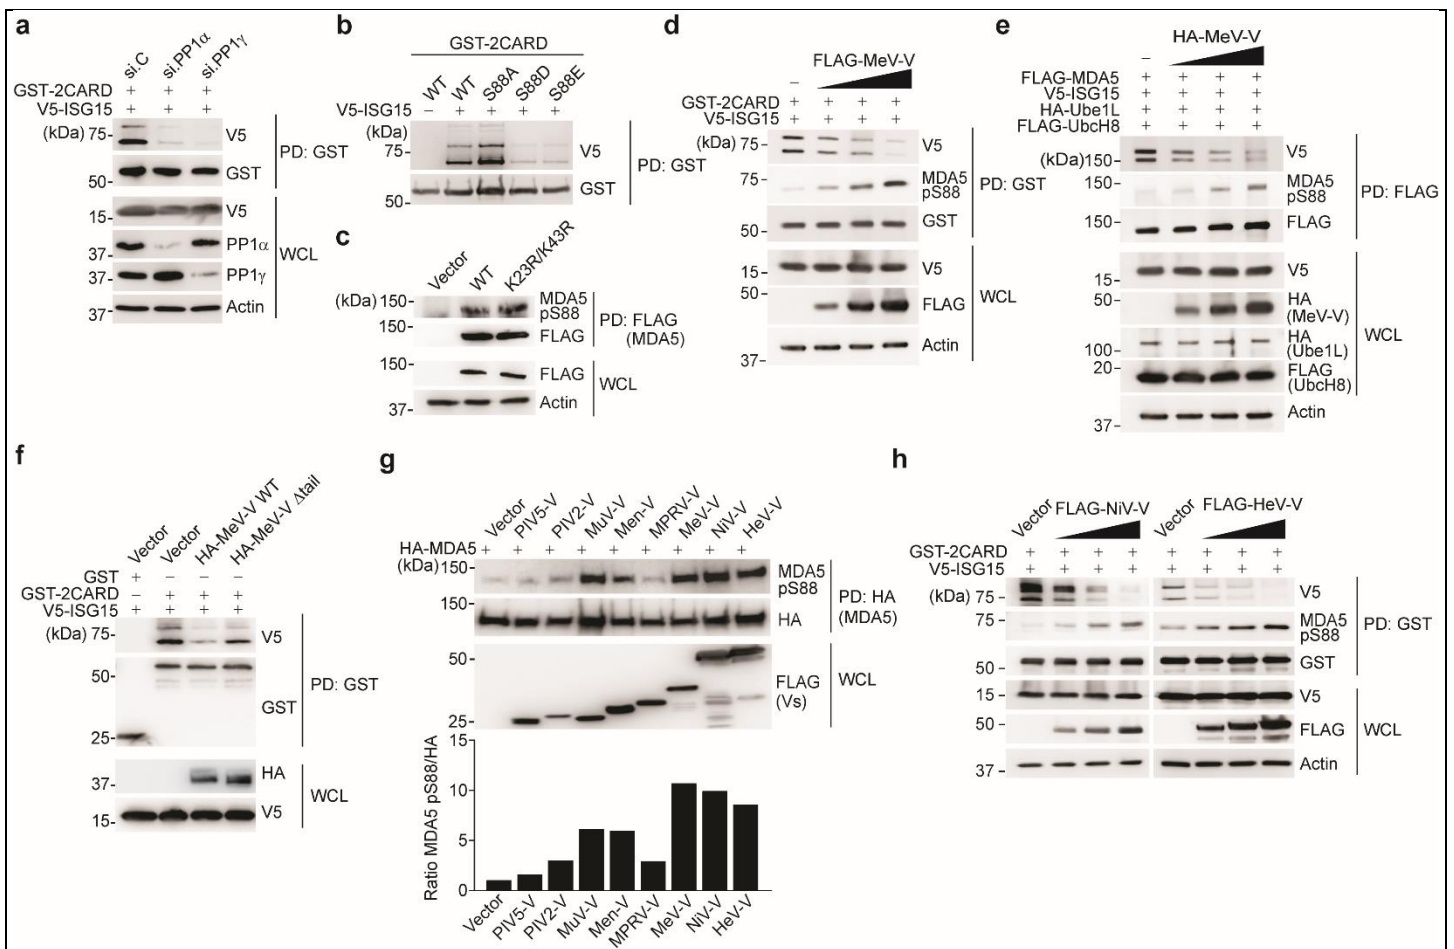 a
si.C si.PP1α si.PP1γ
GST-2CARD + + +
V5-ISG15 + + +
(kDa) 75- V5
50- GST
PD: GST
15- V5
37- PP1α
37- PP1γ
37- Actin
WCL
b
GST-2CARD
WT WT S88A S88D S88E
V5-ISG15 – + + + +
(kDa)
75- V5
50- GST
PD: GST
c
Vector WT K23R/K43R
(kDa) 150- MDA5 pS88
150- FLAG
PD: FLAG (MDA5)
150- FLAG
37- Actin
WCL
d
FLAG-MeV-V
–
GST-2CARD + + + +
V5-ISG15 + + + +
(kDa) 75- V5
75- MDA5 pS88
50- GST
PD: GST
15- V5
50- FLAG
37- Actin
WCL
e
HA-MeV-V
–
FLAG-MDA5 + + + +
V5-ISG15 + + + +
HA-Ube1L + + + +
FLAG-UbcH8 + + + +
(kDa) 150- V5
150- MDA5 pS88
150- FLAG
PD: FLAG
15- V5
50- HA (MeV-V)
100- HA (Ube1L)
20- FLAG (UbcH8)
37- Actin
WCL
f
Vector Vector HA-MeV-V WT HA-MeV-V Δtail
GST + – – –
GST-2CARD – + + +
V5-ISG15 + + + +
(kDa) 75- V5
50-
GST
25-
PD: GST
37- HA
15- V5
WCL
g
Vector PIV5-V PIV2-V MuV-V Men-V MPRV-V MeV-V NiV-V HeV-V
HA-MDA5 + + + + + + + + +
(kDa) 150- MDA5 pS88
150- HA
PD: HA (MDA5)
50-
FLAG (Vs)
25-
WCL
Ratio MDA5 pS88/HA
15
10
5
0
Vector PIV5-V PIV2-V MuV-V Men-V MPRV-V MeV-V NiV-V HeV-V
h
Vector FLAG-NiV-V Vector FLAG-HeV-V
GST-2CARD + + + + + + + +
V5-ISG15 + + + + + + + +
(kDa) 75- V5
75- MDA5 pS88
50- GST
PD: GST
15- V5
50- FLAG
37- Actin
WCL